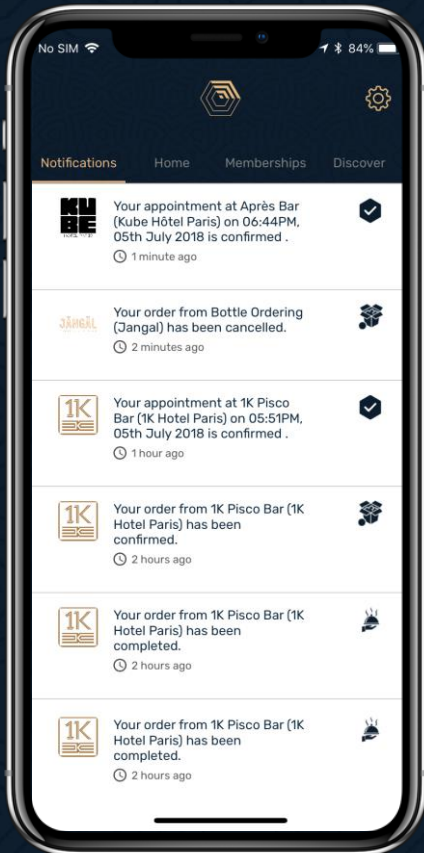 No SIM 84%
Notifications Home Memberships Discover
KUBE
Your appointment at Après Bar
(Kube Hôtel Paris) on 06:44PM,
05th July 2018 is confirmed .
1 minute ago
JÄNGÄL
Your order from Bottle Ordering
(Jangal) has been cancelled.
2 minutes ago
1K
Your appointment at 1K Pisco
Bar (1K Hotel Paris) on 05:51PM,
05th July 2018 is confirmed .
1 hour ago
1K
Your order from 1K Pisco Bar (1K
Hotel Paris) has been
confirmed.
2 hours ago
1K
Your order from 1K Pisco Bar (1K
Hotel Paris) has been
completed.
2 hours ago
1K
Your order from 1K Pisco Bar (1K
Hotel Paris) has been
completed.
2 hours ago